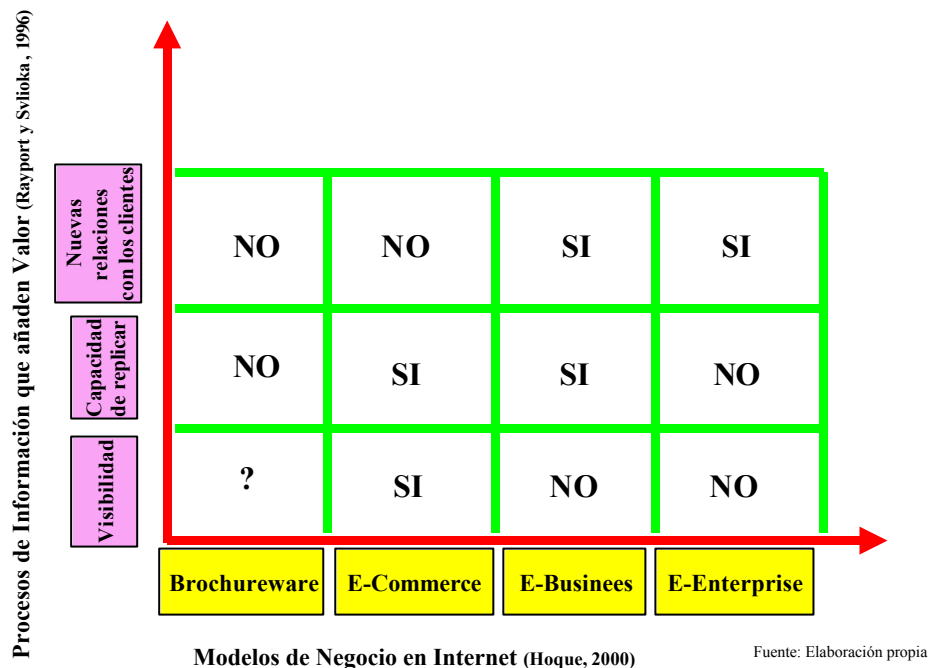 Procesos de Información que añaden Valor (Rayport y Svlioka, 1996)
Nuevas
relaciones
con los clientes
NO NO SI SI
Capacidad
de replicar
NO SI SI NO
Visibilidad
? SI NO NO
Brochureware E-Commerce E-Businees E-Enterprise
Modelos de Negocio en Internet (Hoque, 2000)
Fuente: Elaboración propia